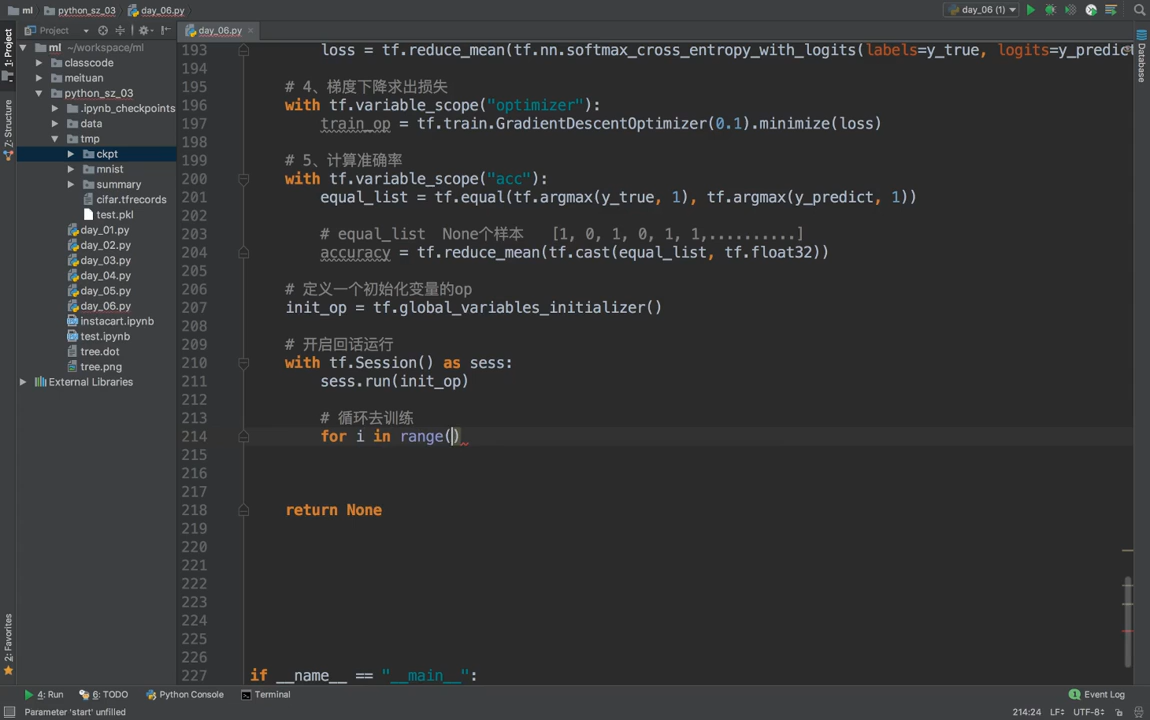 ml
python_sz_03
day_06.py
day_06 (1)
Project
day_06.py
ml ~/workspace/ml
classcode
meituan
python_sz_03
.ipynb_checkpoints
data
tmp
ckpt
mnist
summary
cifar.tfrecords
test.pkl
day_01.py
day_02.py
day_03.py
day_04.py
day_05.py
day_06.py
instacart.ipynb
test.ipynb
tree.dot
tree.png
External Libraries
1: Project
7: Structure
2: Favorites
Database
193 loss = tf.reduce_mean(tf.nn.softmax_cross_entropy_with_logits(labels=y_true, logits=y_predict
194
195 # 4、梯度下降求出损失
196 with tf.variable_scope("optimizer"):
197 train_op = tf.train.GradientDescentOptimizer(0.1).minimize(loss)
198
199 # 5、计算准确率
200 with tf.variable_scope("acc"):
201 equal_list = tf.equal(tf.argmax(y_true, 1), tf.argmax(y_predict, 1))
202
203 # equal_list None个样本 [1, 0, 1, 0, 1, 1,..........]
204 accuracy = tf.reduce_mean(tf.cast(equal_list, tf.float32))
205
206 # 定义一个初始化变量的op
207 init_op = tf.global_variables_initializer()
208
209 # 开启回话运行
210 with tf.Session() as sess:
211 sess.run(init_op)
212
213 # 循环去训练
214 for i in range()
215
216
217
218 return None
219
220
221
222
223
224
225
226
227 if __name__ == "__main__":
4: Run
6: TODO
Python Console
Terminal
1 Event Log
Parameter 'start' unfilled
214:24 LF÷ UTF-8÷